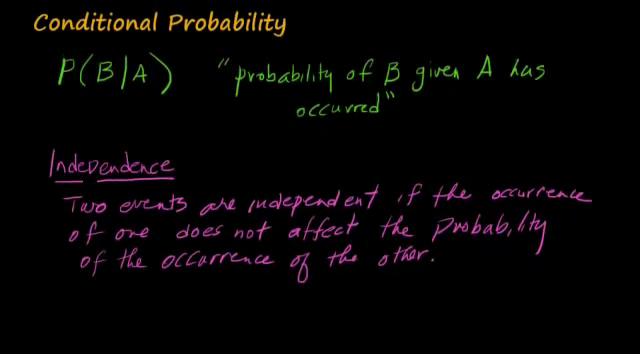 Conditional Probability
P(B/A) "probability of B given A has
occurred"
Independence
Two events are independent if the occurrence
of one does not affect the probability
of the occurrence of the other.